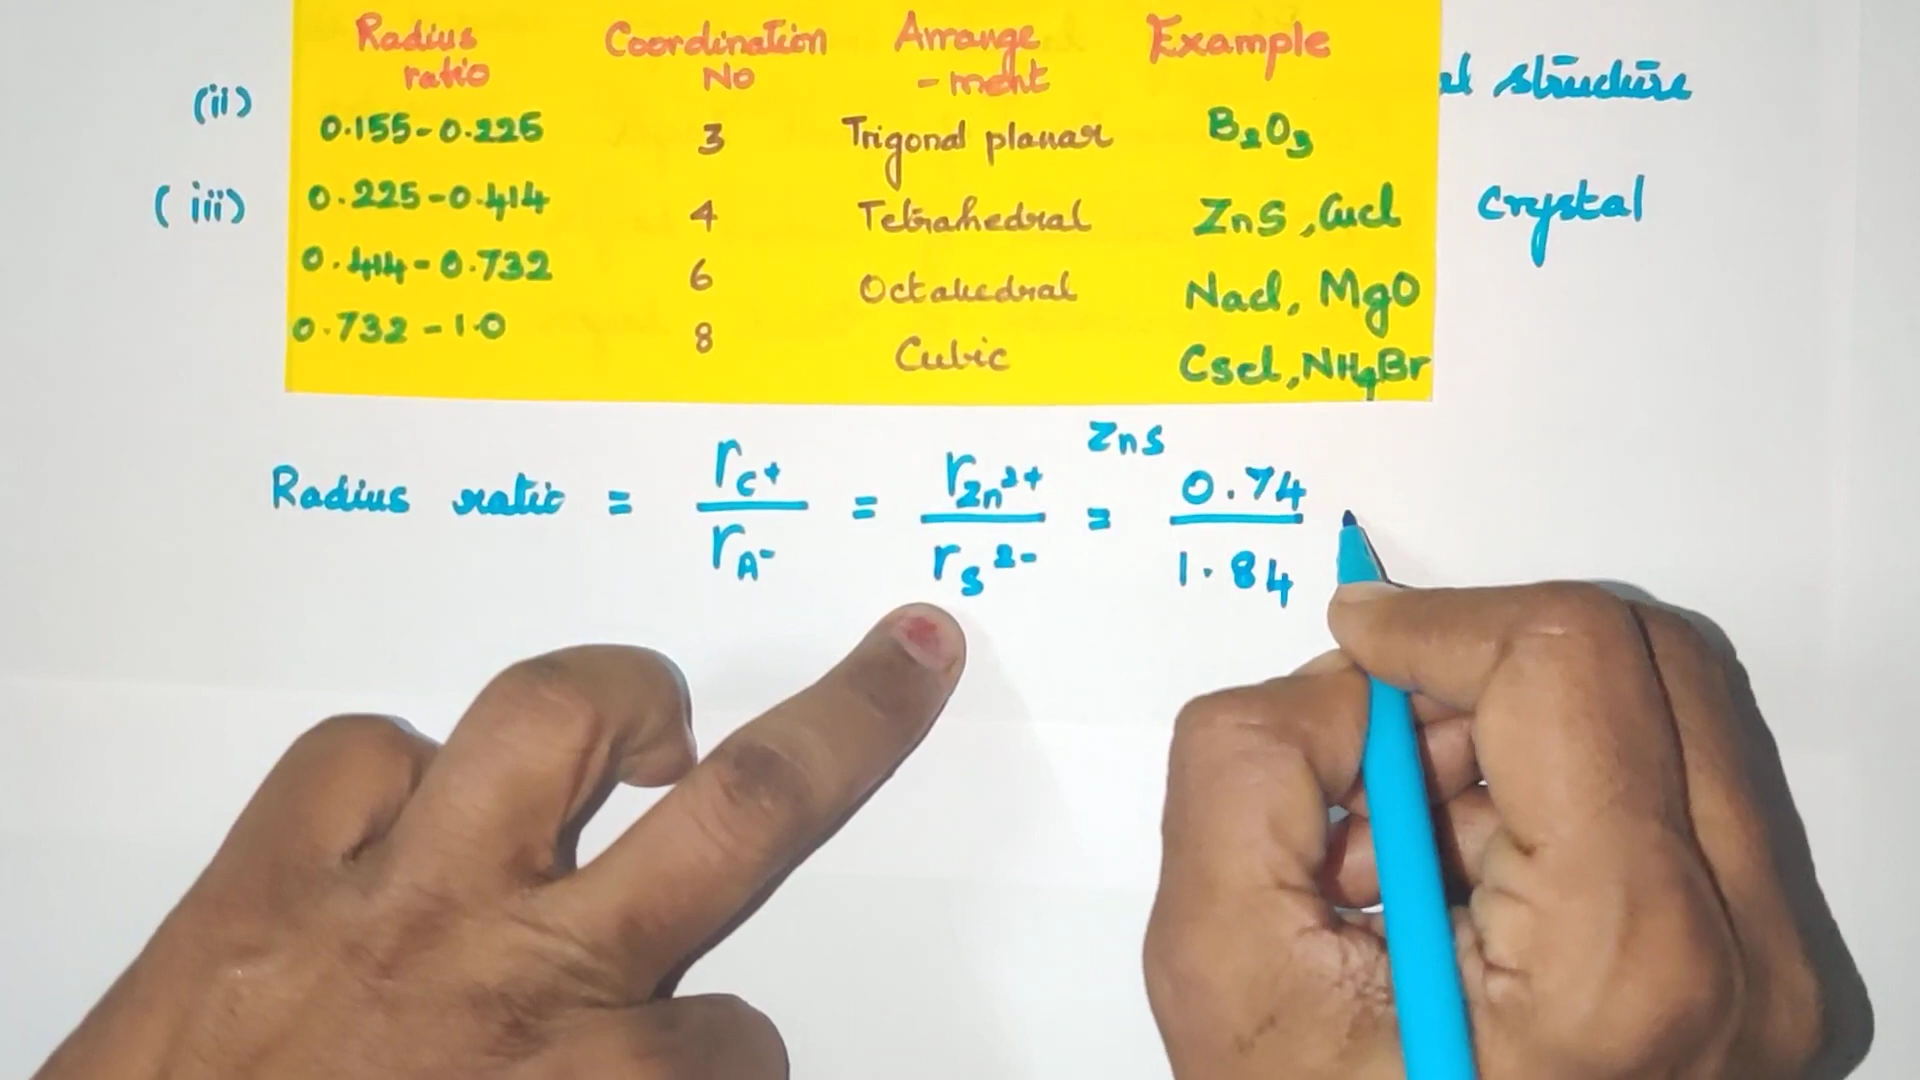 Radius ratio Coordination No Arrange-ment Example
(ii) 0.155-0.225 3 Trigonal planar B₂O₃ structure
(iii) 0.225-0.414 4 Tetrahedral ZnS, Cucl Crystal
0.414-0.732 6 Octahedral Nacl, MgO
0.732-1.0 8 Cubic Cscl, NH₄Br
ZnS
Radius ratio = rC⁺/rA⁻ = rZn²⁺/rS²⁻ = 0.74/1.84